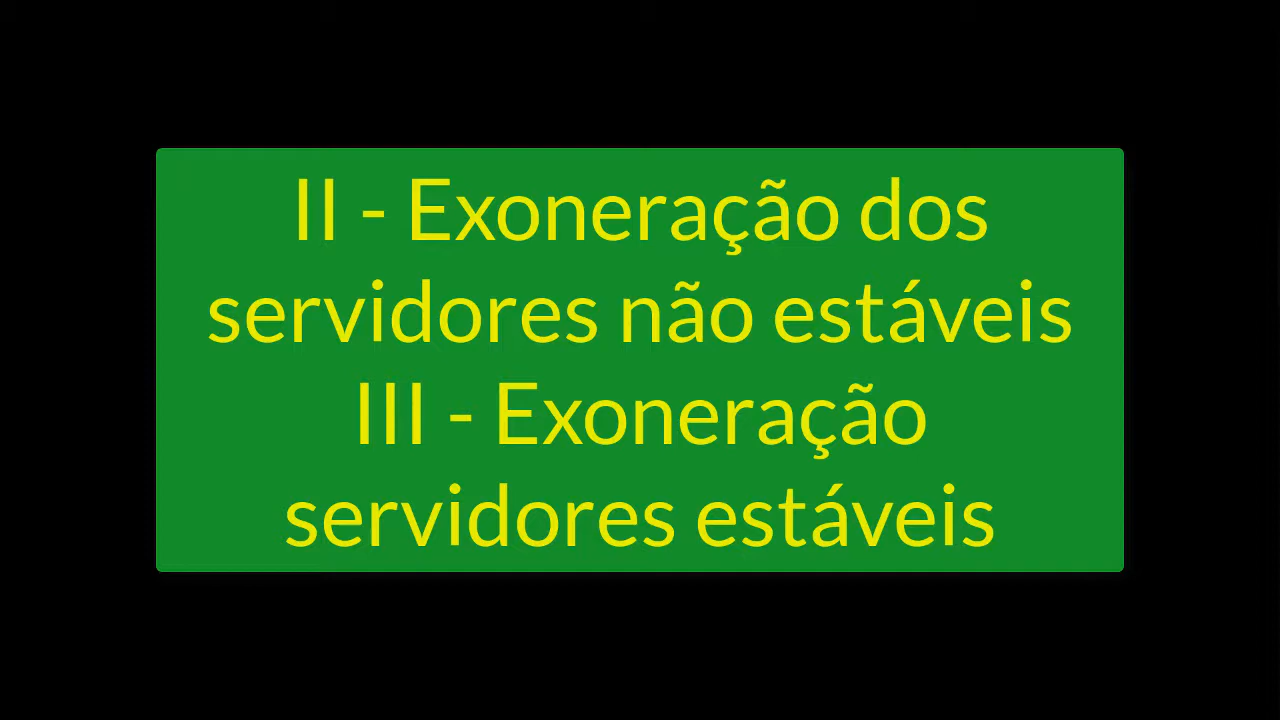 II - Exoneração dos
servidores não estáveis
III - Exoneração
servidores estáveis